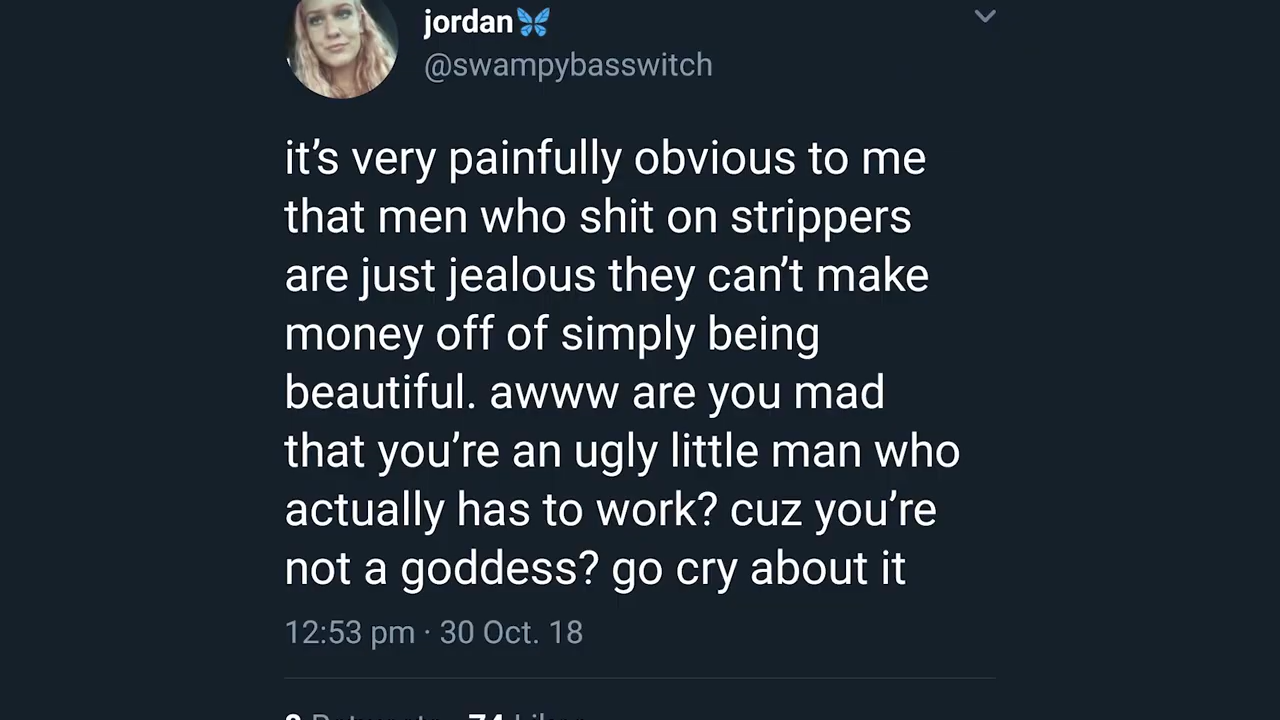 jordan🦋
@swampybasswitch
it’s very painfully obvious to me
that men who shit on strippers
are just jealous they can’t make
money off of simply being
beautiful. awww are you mad
that you’re an ugly little man who
actually has to work? cuz you’re
not a goddess? go cry about it
12:53 pm · 30 Oct. 18